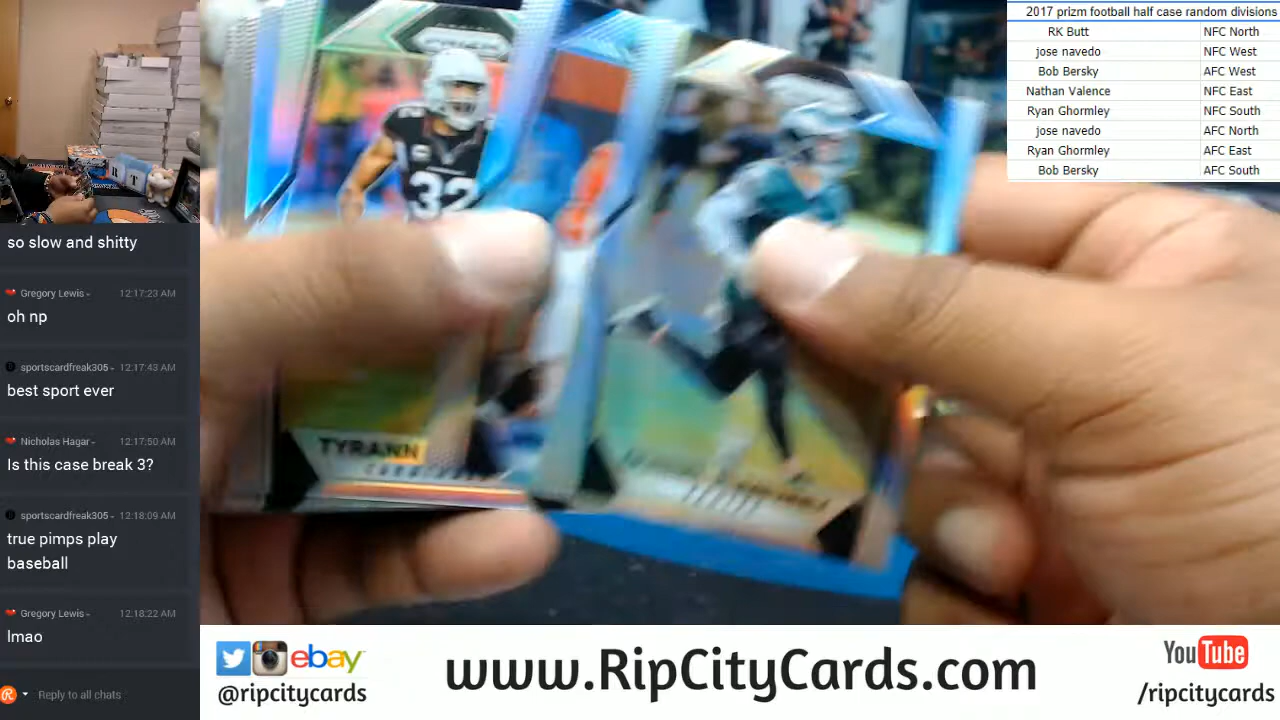 so slow and shitty
Gregory Lewis
12:17:23 AM
oh np
sportscardfreak305
12:17:43 AM
best sport ever
Nicholas Hagar
12:17:50 AM
Is this case break 3?
sportscardfreak305
12:18:09 AM
true pimps play
baseball
Gregory Lewis
12:18:22 AM
lmao
Reply to all chats
2017 prizm football half case random divisions
RK Butt NFC North
jose navedo NFC West
Bob Bersky AFC West
Nathan Valence NFC East
Ryan Ghormley NFC South
jose navedo AFC North
Ryan Ghormley AFC East
Bob Bersky AFC South
32
TYRANN
ebay
@ripcitycards
www.RipCityCards.com
YouTube
/ripcitycards